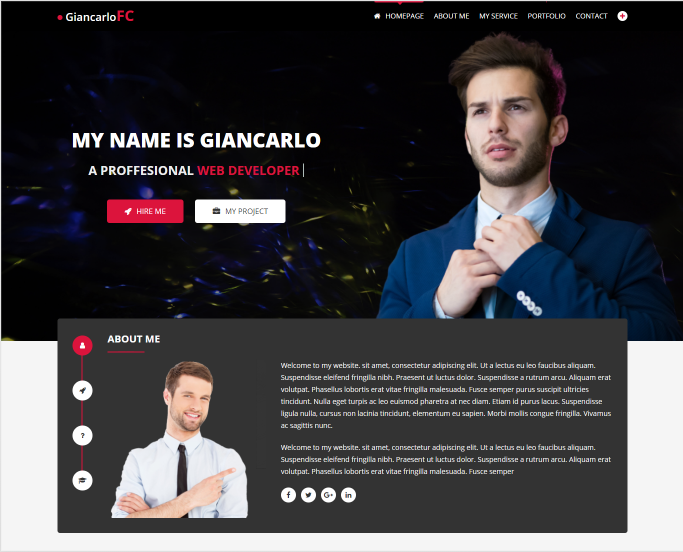 GiancarloFC
HOMEPAGE ABOUT ME MY SERVICE PORTFOLIO CONTACT
MY NAME IS GIANCARLO
A PROFFESIONAL WEB DEVELOPER
HIRE ME MY PROJECT
ABOUT ME
Welcome to my website. sit amet, consectetur adipiscing elit. Ut a lectus eu leo faucibus aliquam.
Suspendisse eleifend fringilla nibh. Praesent ut luctus dolor. Suspendisse a rutrum arcu. Aliquam erat
volutpat. Phasellus lobortis erat vitae fringilla malesuada. Fusce semper purus suscipit ultricies
tincidunt. Nulla eget turpis ac leo euismod pharetra at nec diam. Etiam id purus lacus. Suspendisse
ligula nulla, cursus non lacinia tincidunt, elementum eu sapien. Morbi mollis congue fringilla. Vivamus
ac sagittis nunc.
Welcome to my website. sit amet, consectetur adipiscing elit. Ut a lectus eu leo faucibus aliquam.
Suspendisse eleifend fringilla nibh. Praesent ut luctus dolor. Suspendisse a rutrum arcu. Aliquam erat
volutpat. Phasellus lobortis erat vitae fringilla malesuada. Fusce semper